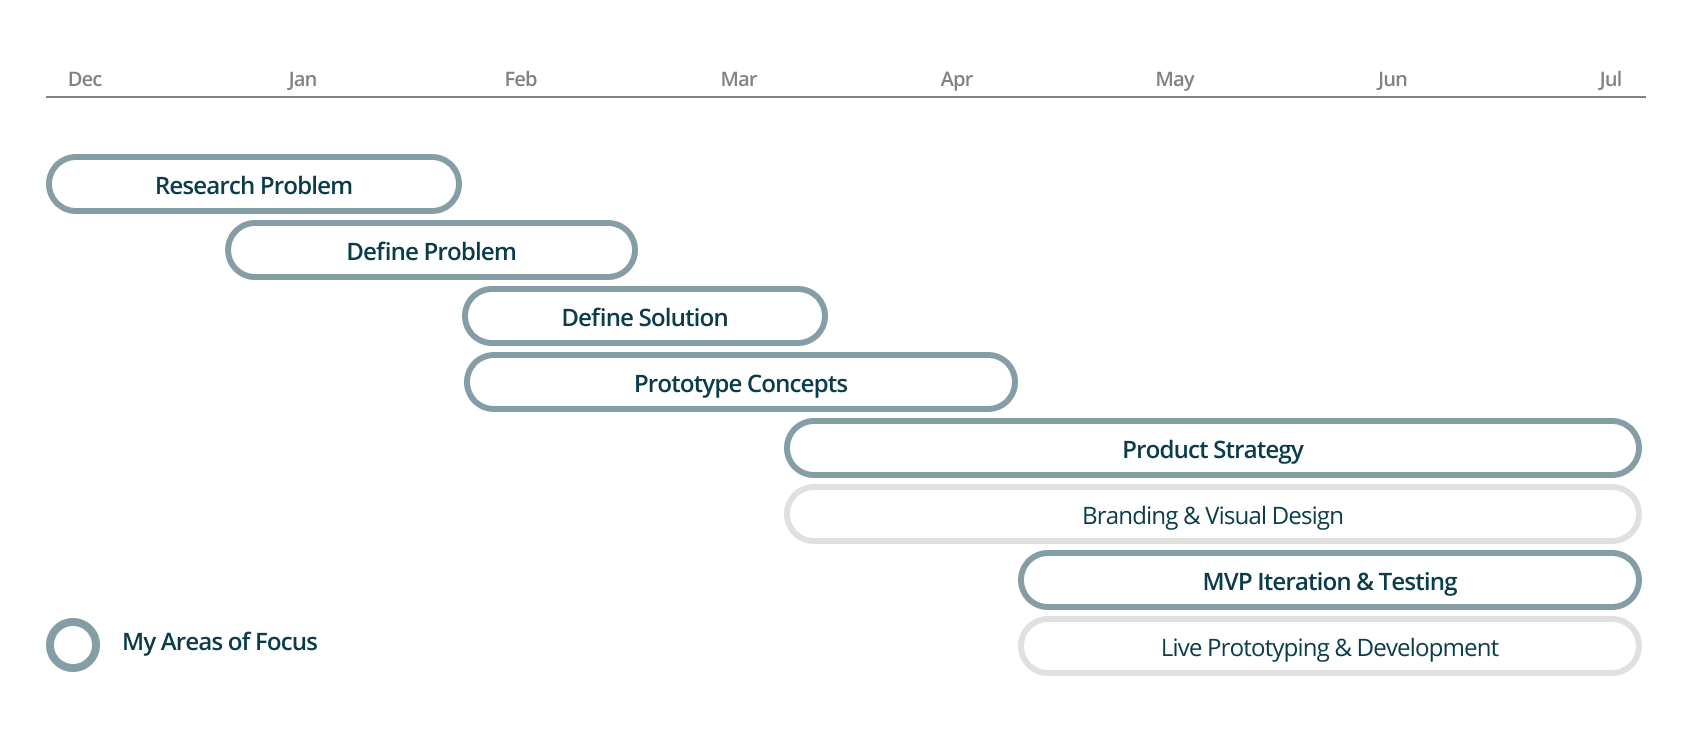 Dec Jan Feb Mar Apr May Jun Jul
Research Problem
Define Problem
Define Solution
Prototype Concepts
Product Strategy
Branding & Visual Design
MVP Iteration & Testing
My Areas of Focus
Live Prototyping & Development